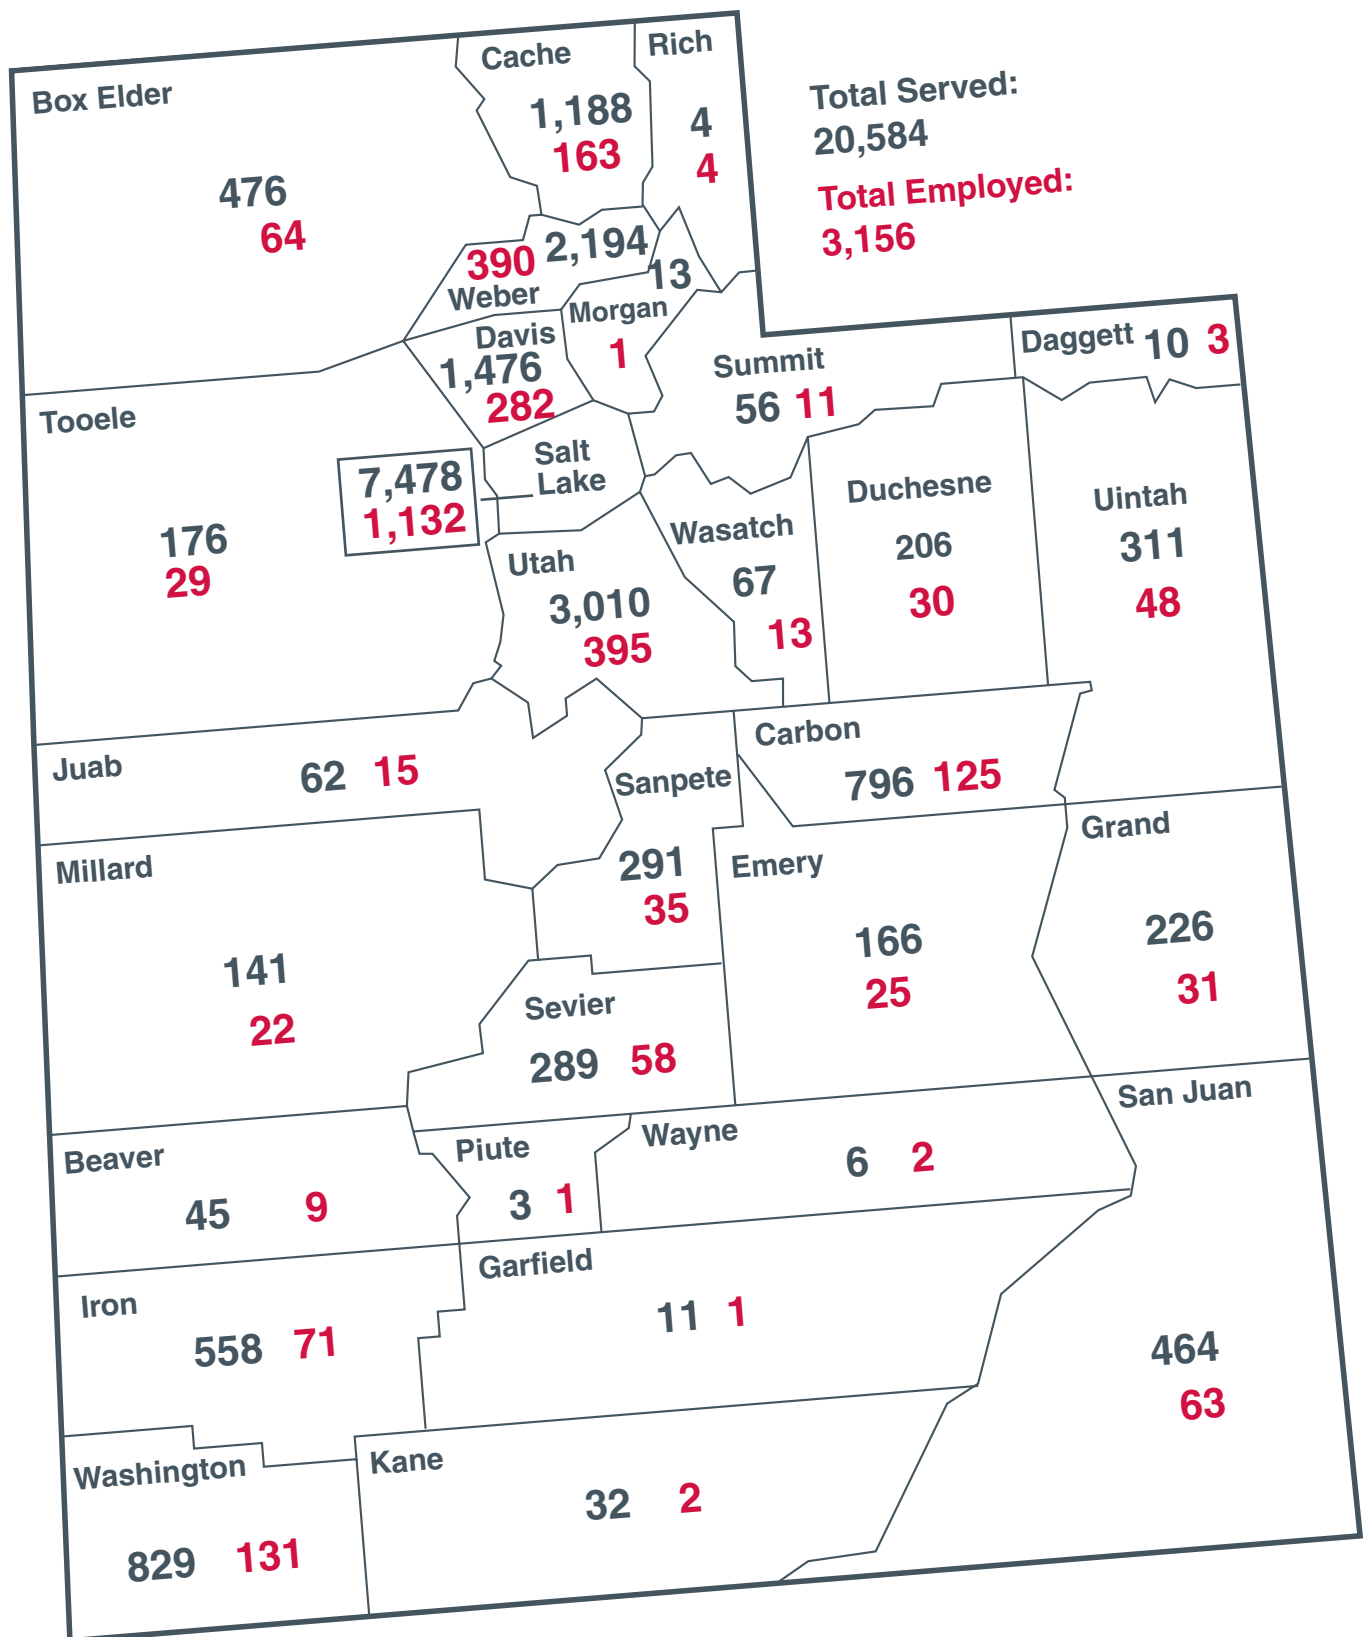 Box Elder
476
64
Cache
1,188
163
Rich
4
4
Total Served:
20,584
Total Employed:
3,156
390 2,194
Weber
13
Morgan
1
Davis
1,476
282
Summit
56 11
Daggett 10 3
Tooele
176
29
7,478
1,132
Salt
Lake
Utah
3,010
395
Wasatch
67
13
Duchesne
206
30
Uintah
311
48
Juab
62 15
Sanpete
291
35
Carbon
796 125
Millard
141
22
Emery
166
25
Grand
226
31
Sevier
289 58
Beaver
45 9
Piute
3 1
Wayne
6 2
San Juan
464
63
Iron
558 71
Garfield
11 1
Washington
829 131
Kane
32 2